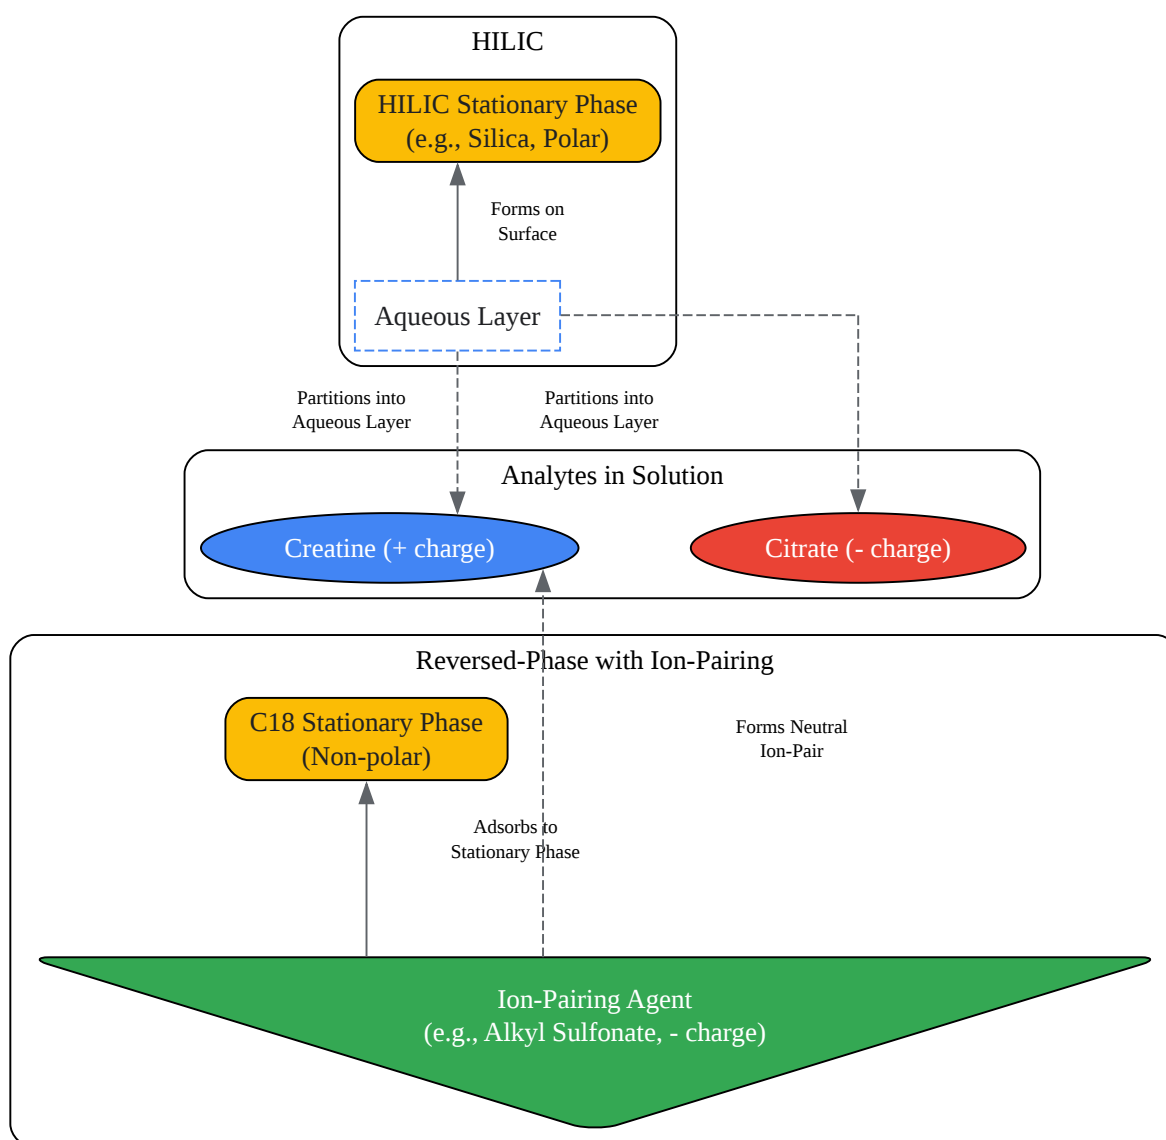 HILIC
HILIC Stationary Phase
(e.g., Silica, Polar)
Forms on
Surface
Aqueous Layer
Partitions into
Aqueous Layer
Partitions into
Aqueous Layer
Analytes in Solution
Creatine (+ charge)
Citrate (- charge)
Reversed-Phase with Ion-Pairing
C18 Stationary Phase
(Non-polar)
Forms Neutral
Ion-Pair
Adsorbs to
Stationary Phase
Ion-Pairing Agent
(e.g., Alkyl Sulfonate, - charge)